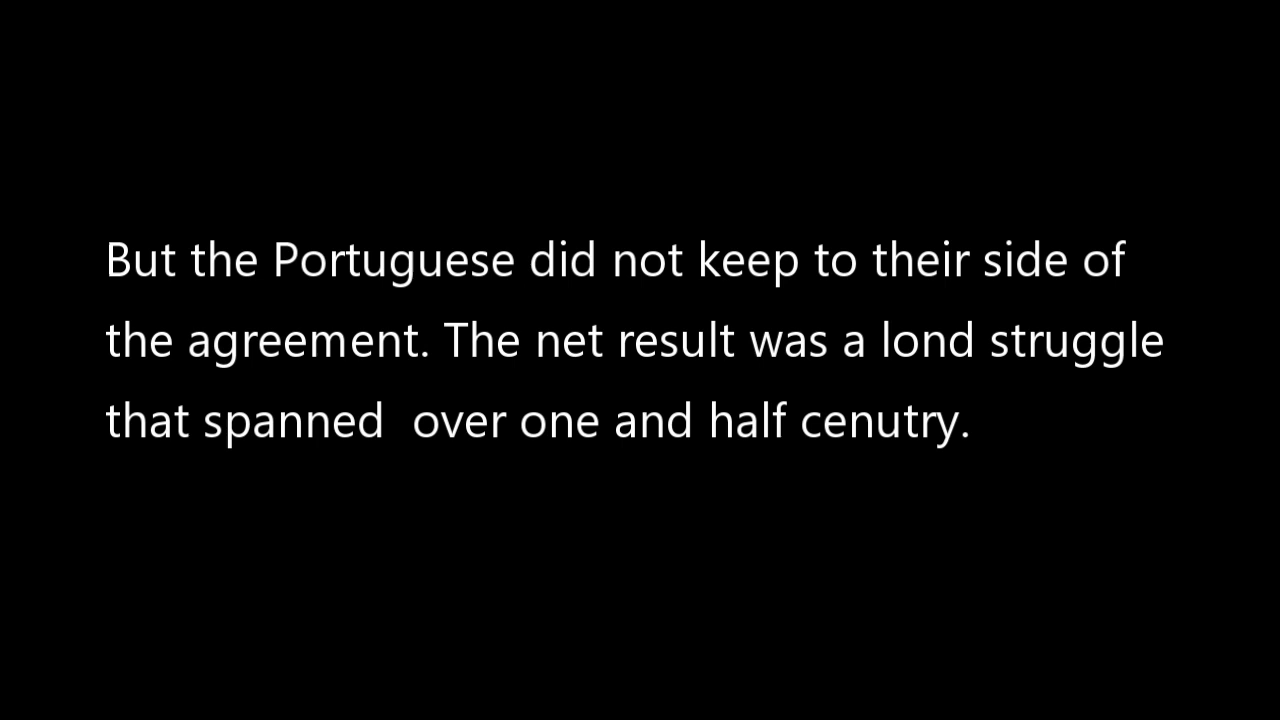 But the Portuguese did not keep to their side of
the agreement. The net result was a lond struggle
that spanned  over one and half cenutry.